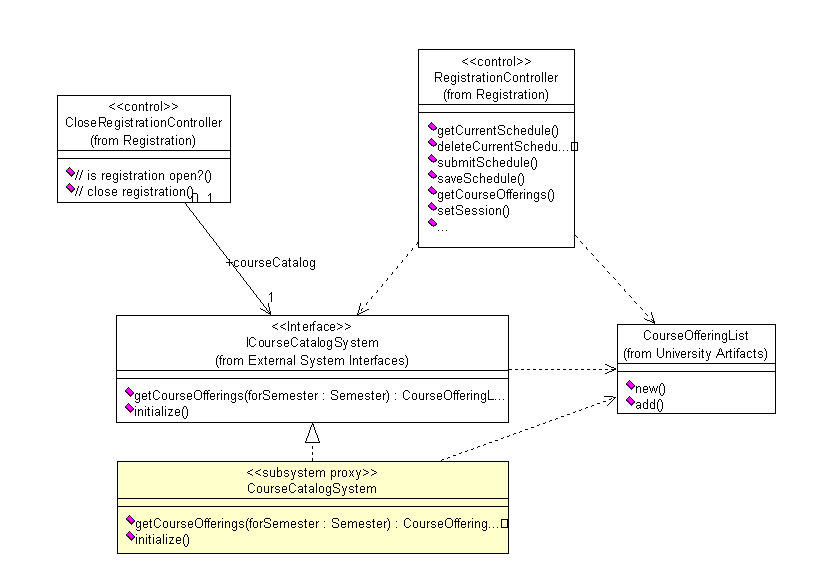 <<control>>
CloseRegistrationController
(from Registration)
// is registration open?()
// close registration()
<<control>>
RegistrationController
(from Registration)
getCurrentSchedule()
deleteCurrentSchedu...
submitSchedule()
saveSchedule()
getCourseOfferings()
setSession()
...
1
+courseCatalog
1
<<Interface>>
ICourseCatalogSystem
(from External System Interfaces)
getCourseOfferings(forSemester : Semester) : CourseOfferingL...
initialize()
CourseOfferingList
(from University Artifacts)
new()
add()
<<subsystem proxy>>
CourseCatalogSystem
getCourseOfferings(forSemester : Semester) : CourseOffering...
initialize()